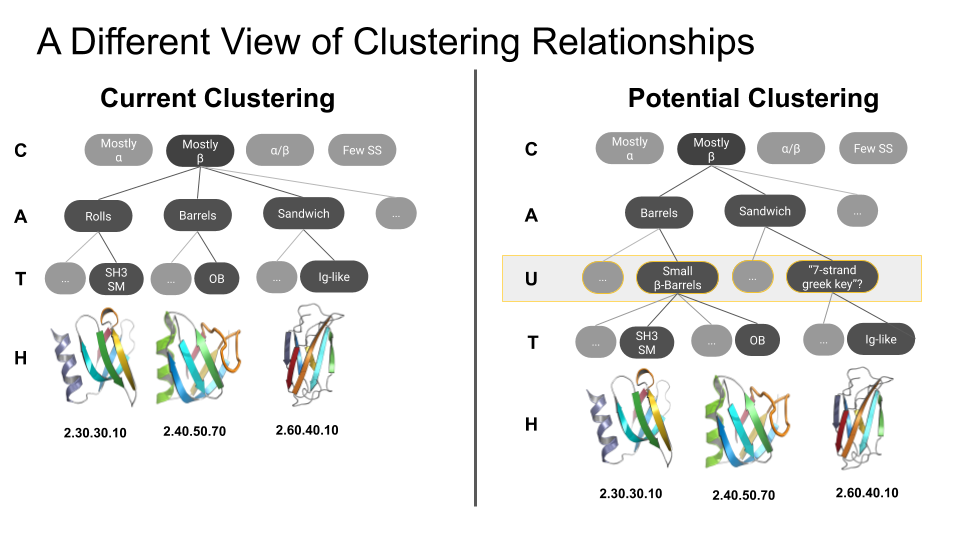 A Different View of Clustering Relationships
Current Clustering
C
Mostly
α
Mostly
β
α/β
Few SS
A
Rolls
Barrels
Sandwich
...
T
...
SH3
SM
...
OB
...
Ig-like
H
2.30.30.10
2.40.50.70
2.60.40.10
Potential Clustering
C
Mostly
α
Mostly
β
α/β
Few SS
A
Barrels
Sandwich
...
U
...
Small
β-Barrels
...
"7-strand
greek key"?
T
...
SH3
SM
...
OB
...
Ig-like
H
2.30.30.10
2.40.50.70
2.60.40.10